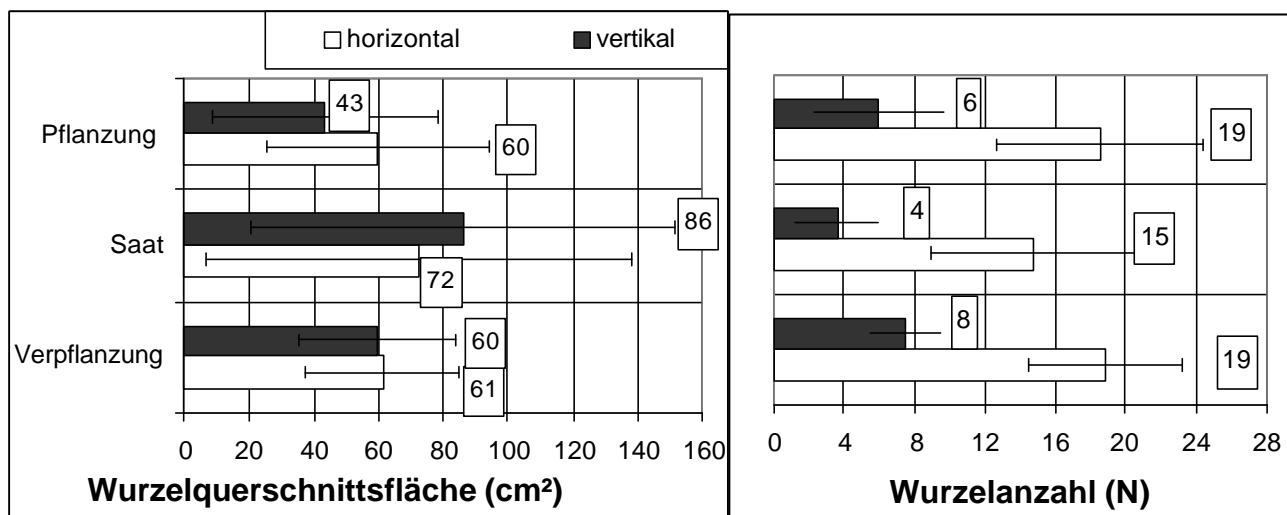 horizontal vertikal
Pflanzung
43
60
6
19
Saat
86
72
4
15
Verpflanzung
60
61
8
19
0 20 40 60 80 100 120 140 160
Wurzelquerschnittsfläche (cm²)
0 4 8 12 16 20 24 28
Wurzelanzahl (N)